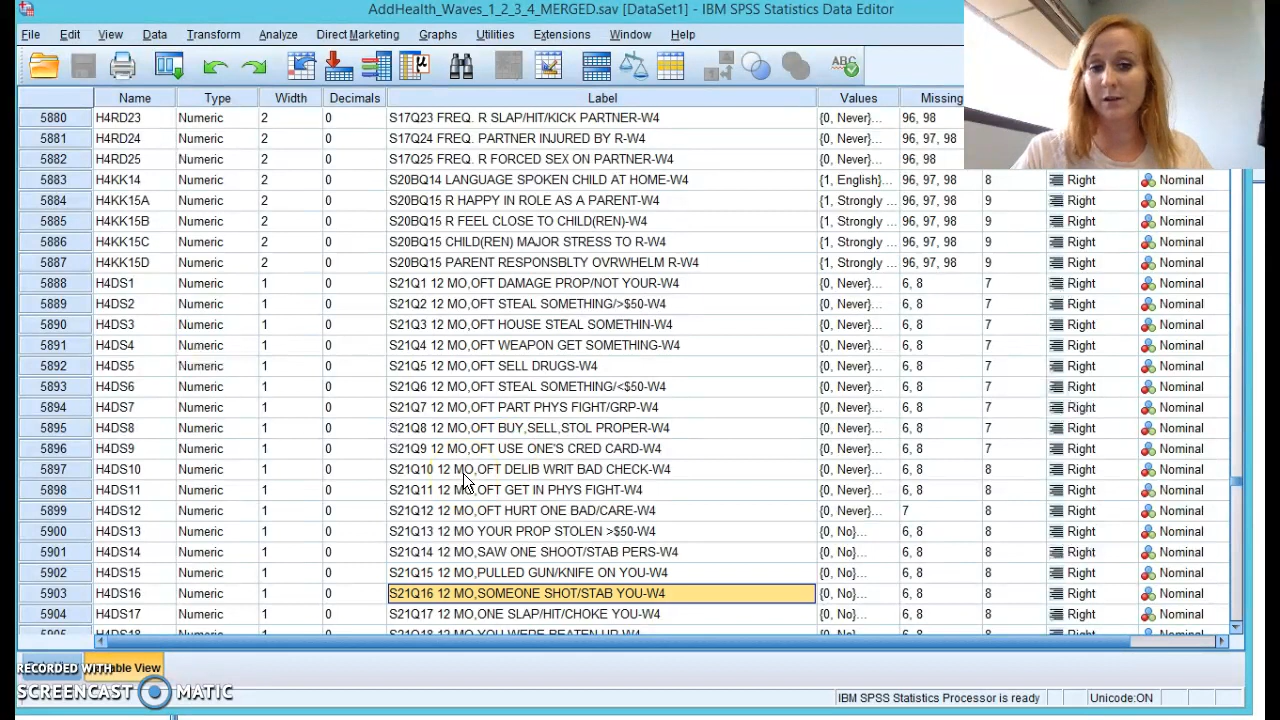 AddHealth_Waves_1_2_3_4_MERGED.sav [DataSet1] - IBM SPSS Statistics Data Editor
File Edit View Data Transform Analyze Direct Marketing Graphs Utilities Extensions Window Help
Name Type Width Decimals Label Values Missing
5880 H4RD23 Numeric 2 0 S17Q23 FREQ. R SLAP/HIT/KICK PARTNER-W4 {0, Never}... 96, 98
5881 H4RD24 Numeric 2 0 S17Q24 FREQ. PARTNER INJURED BY R-W4 {0, Never}... 96, 97, 98
5882 H4RD25 Numeric 2 0 S17Q25 FREQ. R FORCED SEX ON PARTNER-W4 {0, Never}... 96, 98
5883 H4KK14 Numeric 2 0 S20BQ14 LANGUAGE SPOKEN CHILD AT HOME-W4 {1, English}... 96, 97, 98 8 Right Nominal
5884 H4KK15A Numeric 2 0 S20BQ15 R HAPPY IN ROLE AS A PARENT-W4 {1, Strongly ... 96, 97, 98 9 Right Nominal
5885 H4KK15B Numeric 2 0 S20BQ15 R FEEL CLOSE TO CHILD(REN)-W4 {1, Strongly ... 96, 97, 98 9 Right Nominal
5886 H4KK15C Numeric 2 0 S20BQ15 CHILD(REN) MAJOR STRESS TO R-W4 {1, Strongly ... 96, 97, 98 9 Right Nominal
5887 H4KK15D Numeric 2 0 S20BQ15 PARENT RESPONSBLTY OVRWHELM R-W4 {1, Strongly ... 96, 97, 98 9 Right Nominal
5888 H4DS1 Numeric 1 0 S21Q1 12 MO,OFT DAMAGE PROP/NOT YOUR-W4 {0, Never}... 6, 8 7 Right Nominal
5889 H4DS2 Numeric 1 0 S21Q2 12 MO,OFT STEAL SOMETHING/>$50-W4 {0, Never}... 6, 8 7 Right Nominal
5890 H4DS3 Numeric 1 0 S21Q3 12 MO,OFT HOUSE STEAL SOMETHIN-W4 {0, Never}... 6, 8 7 Right Nominal
5891 H4DS4 Numeric 1 0 S21Q4 12 MO,OFT WEAPON GET SOMETHING-W4 {0, Never}... 6, 8 7 Right Nominal
5892 H4DS5 Numeric 1 0 S21Q5 12 MO,OFT SELL DRUGS-W4 {0, Never}... 6, 8 7 Right Nominal
5893 H4DS6 Numeric 1 0 S21Q6 12 MO,OFT STEAL SOMETHING/<$50-W4 {0, Never}... 6, 8 7 Right Nominal
5894 H4DS7 Numeric 1 0 S21Q7 12 MO,OFT PART PHYS FIGHT/GRP-W4 {0, Never}... 6, 8 7 Right Nominal
5895 H4DS8 Numeric 1 0 S21Q8 12 MO,OFT BUY,SELL,STOL PROPER-W4 {0, Never}... 6, 8 7 Right Nominal
5896 H4DS9 Numeric 1 0 S21Q9 12 MO,OFT USE ONE'S CRED CARD-W4 {0, Never}... 6, 8 7 Right Nominal
5897 H4DS10 Numeric 1 0 S21Q10 12 MO,OFT DELIB WRIT BAD CHECK-W4 {0, Never}... 6, 8 8 Right Nominal
5898 H4DS11 Numeric 1 0 S21Q11 12 MO,OFT GET IN PHYS FIGHT-W4 {0, Never}... 6, 8 8 Right Nominal
5899 H4DS12 Numeric 1 0 S21Q12 12 MO,OFT HURT ONE BAD/CARE-W4 {0, Never}... 7 8 Right Nominal
5900 H4DS13 Numeric 1 0 S21Q13 12 MO YOUR PROP STOLEN >$50-W4 {0, No}... 6, 8 8 Right Nominal
5901 H4DS14 Numeric 1 0 S21Q14 12 MO,SAW ONE SHOOT/STAB PERS-W4 {0, No}... 6, 8 8 Right Nominal
5902 H4DS15 Numeric 1 0 S21Q15 12 MO,PULLED GUN/KNIFE ON YOU-W4 {0, No}... 6, 8 8 Right Nominal
5903 H4DS16 Numeric 1 0 S21Q16 12 MO,SOMEONE SHOT/STAB YOU-W4 {0, No}... 6, 8 8 Right Nominal
5904 H4DS17 Numeric 1 0 S21Q17 12 MO,ONE SLAP/HIT/CHOKE YOU-W4 {0, No}... 6, 8 8 Right Nominal
5905 H4DS18 Numeric 1 0 S21Q18 12 MO,YOU WERE BEATEN UP-W4 {0, No}... 6, 8 8 Right Nominal
RECORDED WITH
SCREENCAST MATIC
View
IBM SPSS Statistics Processor is ready Unicode:ON